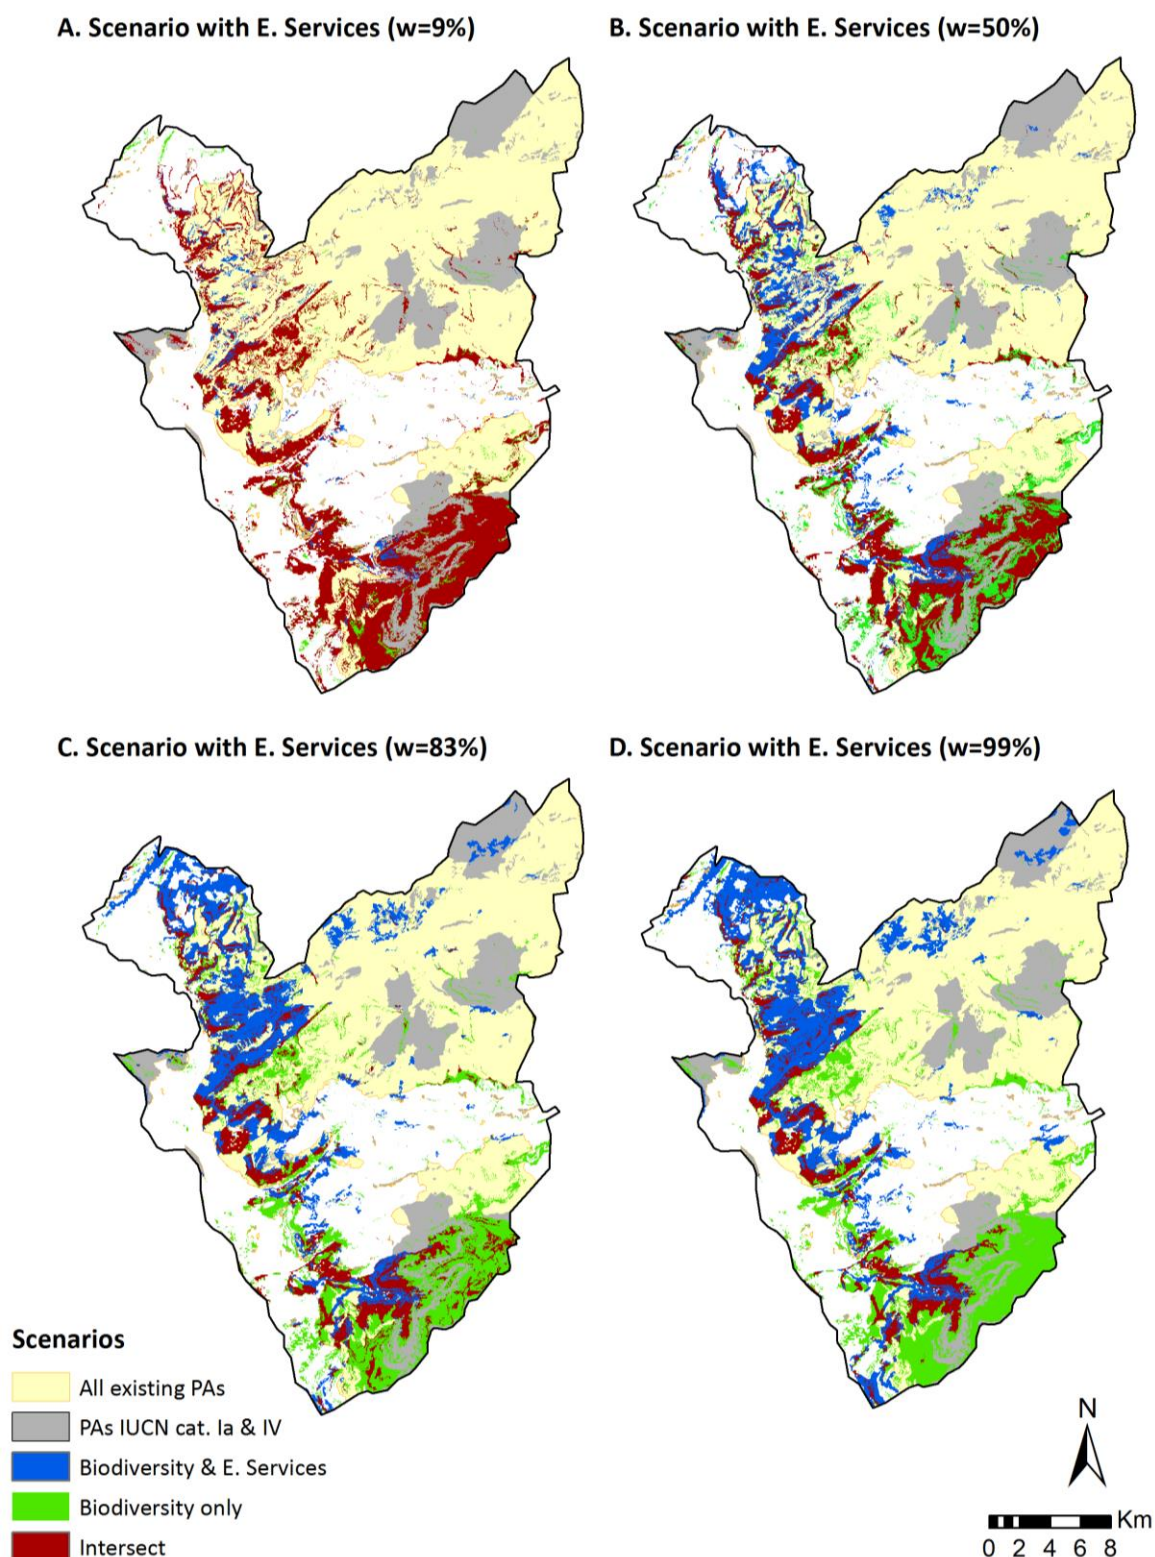 A. Scenario with E. Services (w=9%)
B. Scenario with E. Services (w=50%)
C. Scenario with E. Services (w=83%)
D. Scenario with E. Services (w=99%)
Scenarios
All existing PAs
PAs IUCN cat. Ia & IV
Biodiversity & E. Services
Biodiversity only
Intersect
N
Km
0 2 4 6 8